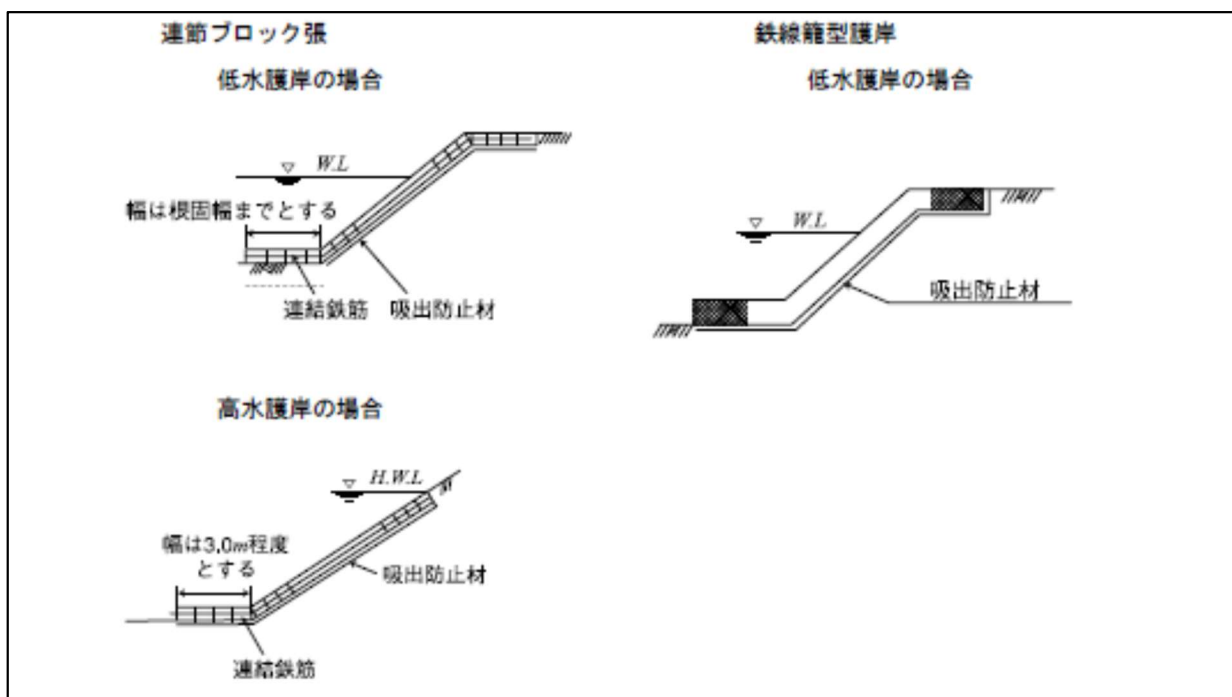 連節ブロック張
低水護岸の場合
W.L
幅は根固幅までとする
連結鉄筋
吸出防止材
鉄線籠型護岸
低水護岸の場合
W.L
吸出防止材
高水護岸の場合
H.W.L
幅は3.0m程度
とする
吸出防止材
連結鉄筋